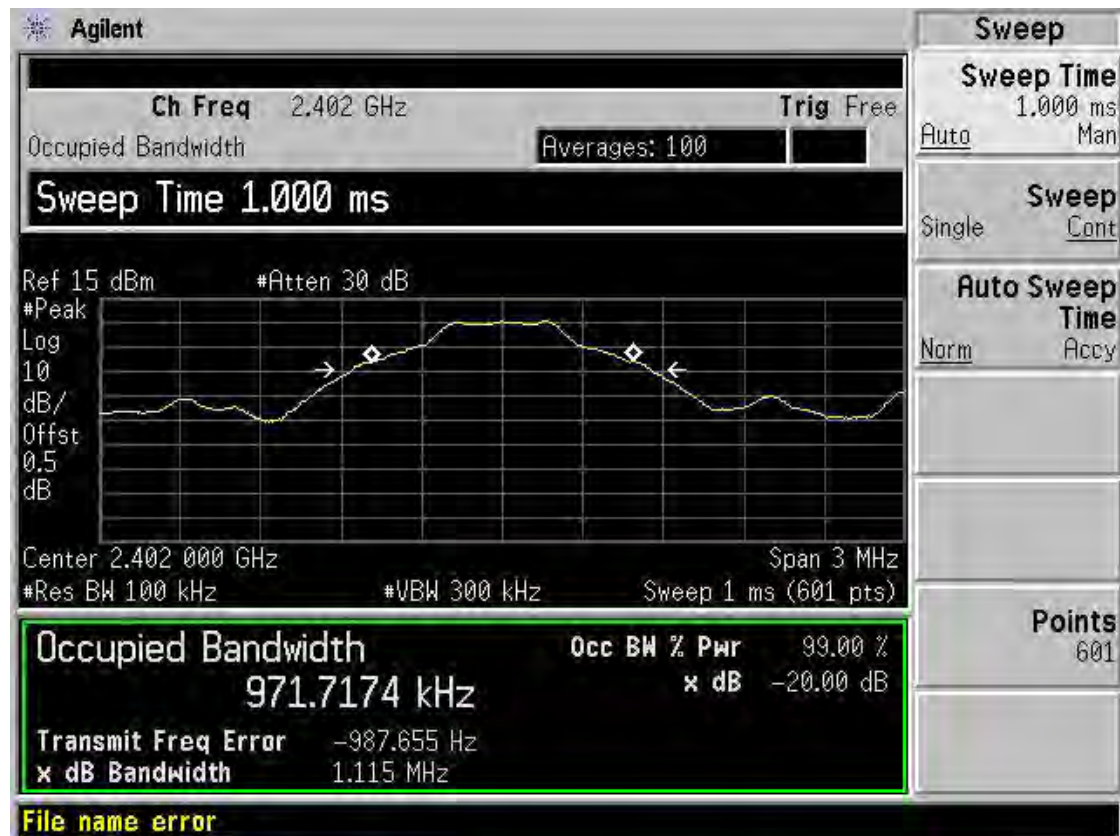 Agilent
Sweep
Ch Freq 2.402 GHz Trig Free
Occupied Bandwidth Averages: 100
Sweep Time 1.000 ms
Ref 15 dBm #Atten 30 dB
#Peak
Log
10
dB/
Offst
0.5
dB
Center 2.402 000 GHz Span 3 MHz
#Res BW 100 kHz #VBW 300 kHz Sweep 1 ms (601 pts)
Occupied Bandwidth
971.7174 kHz
Occ BW % Pwr 99.00 %
x dB -20.00 dB
Transmit Freq Error -987.655 Hz
x dB Bandwidth 1.115 MHz
File name error
Sweep Time
1.000 ms
Auto Man
Sweep
Single Cont
Auto Sweep
Time
Norm Accy
Points
601